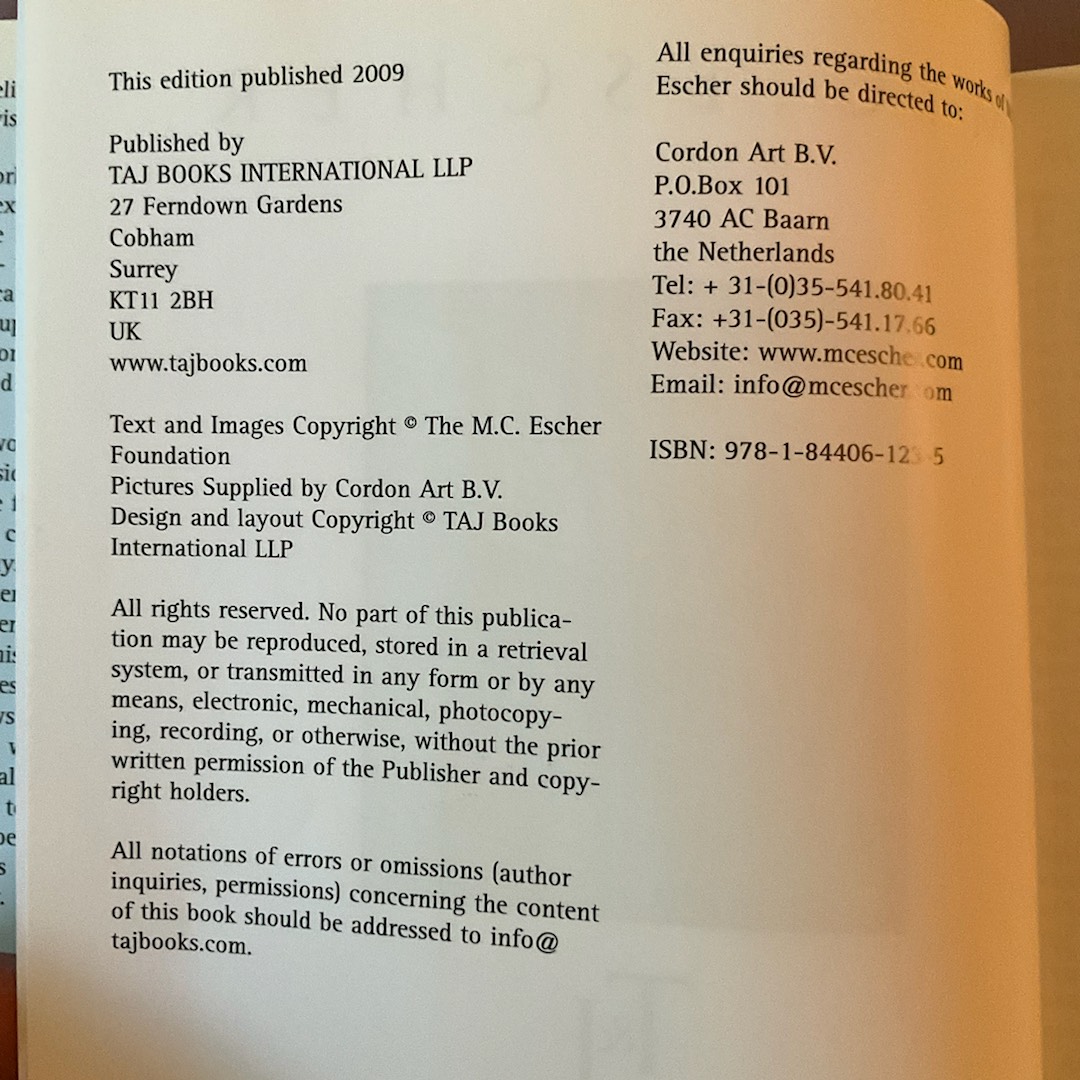 This edition published 2009
Published by
TAJ BOOKS INTERNATIONAL LLP
27 Ferndown Gardens
Cobham
Surrey
KT11 2BH
UK
www.tajbooks.com
Text and Images Copyright © The M.C. Escher
Foundation
Pictures Supplied by Cordon Art B.V.
Design and layout Copyright © TAJ Books
International LLP
All rights reserved. No part of this publica-
tion may be reproduced, stored in a retrieval
system, or transmitted in any form or by any
means, electronic, mechanical, photocopy-
ing, recording, or otherwise, without the prior
written permission of the Publisher and copy-
right holders.
All notations of errors or omissions (author
inquiries, permissions) concerning the content
of this book should be addressed to info@
tajbooks.com.
All enquiries regarding the works of
Escher should be directed to:
Cordon Art B.V.
P.O.Box 101
3740 AC Baarn
the Netherlands
Tel: + 31-(0)35-541.80.41
Fax: +31-(035)-541.17.66
Website:
Email:
ISBN: